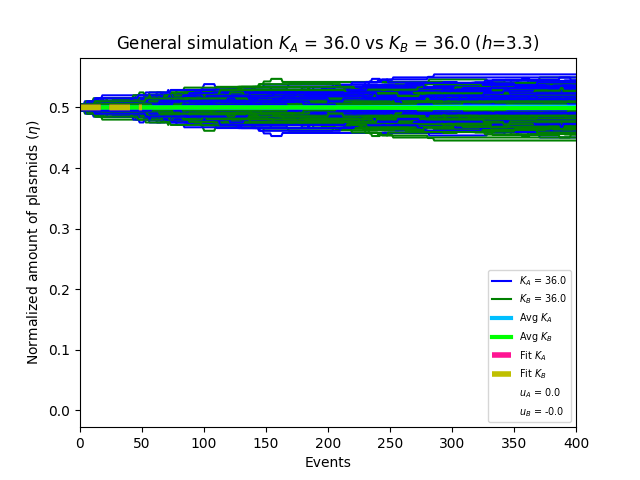 General simulation K_A = 36.0 vs K_B = 36.0 (h=3.3)
Normalized amount of plasmids (η)
0.5
0.4
0.3
0.2
0.1
0.0
K_A = 36.0
K_B = 36.0
Avg K_A
Avg K_B
Fit K_A
Fit K_B
u_A = 0.0
u_B = -0.0
0 50 100 150 200 250 300 350 400
Events